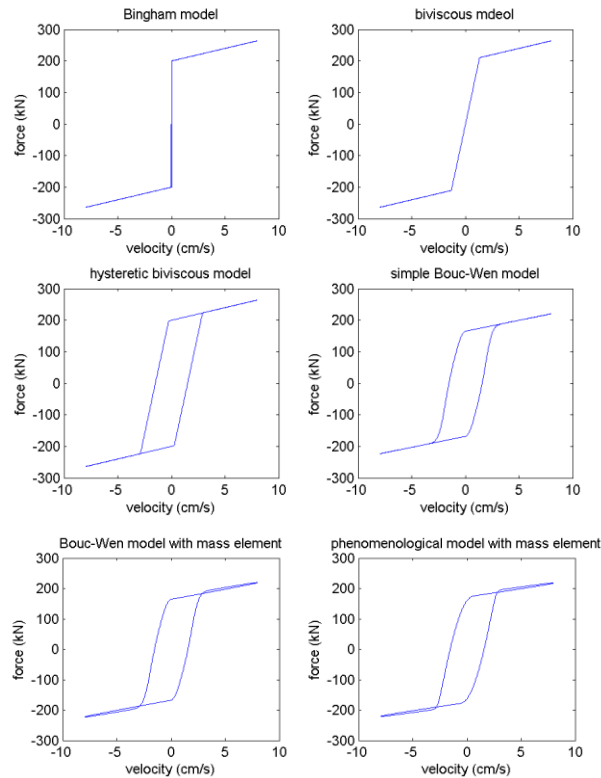 Bingham model
300
200
100
0
-100
-200
-300
-10 -5 0 5 10
force (kN)
velocity (cm/s)
biviscous mdeol
300
200
100
0
-100
-200
-300
-10 -5 0 5 10
force (kN)
velocity (cm/s)
hysteretic biviscous model
300
200
100
0
-100
-200
-300
-10 -5 0 5 10
force (kN)
velocity (cm/s)
simple Bouc-Wen model
300
200
100
0
-100
-200
-300
-10 -5 0 5 10
force (kN)
velocity (cm/s)
Bouc-Wen model with mass element
300
200
100
0
-100
-200
-300
-10 -5 0 5 10
force (kN)
velocity (cm/s)
phenomenological model with mass element
300
200
100
0
-100
-200
-300
-10 -5 0 5 10
force (kN)
velocity (cm/s)